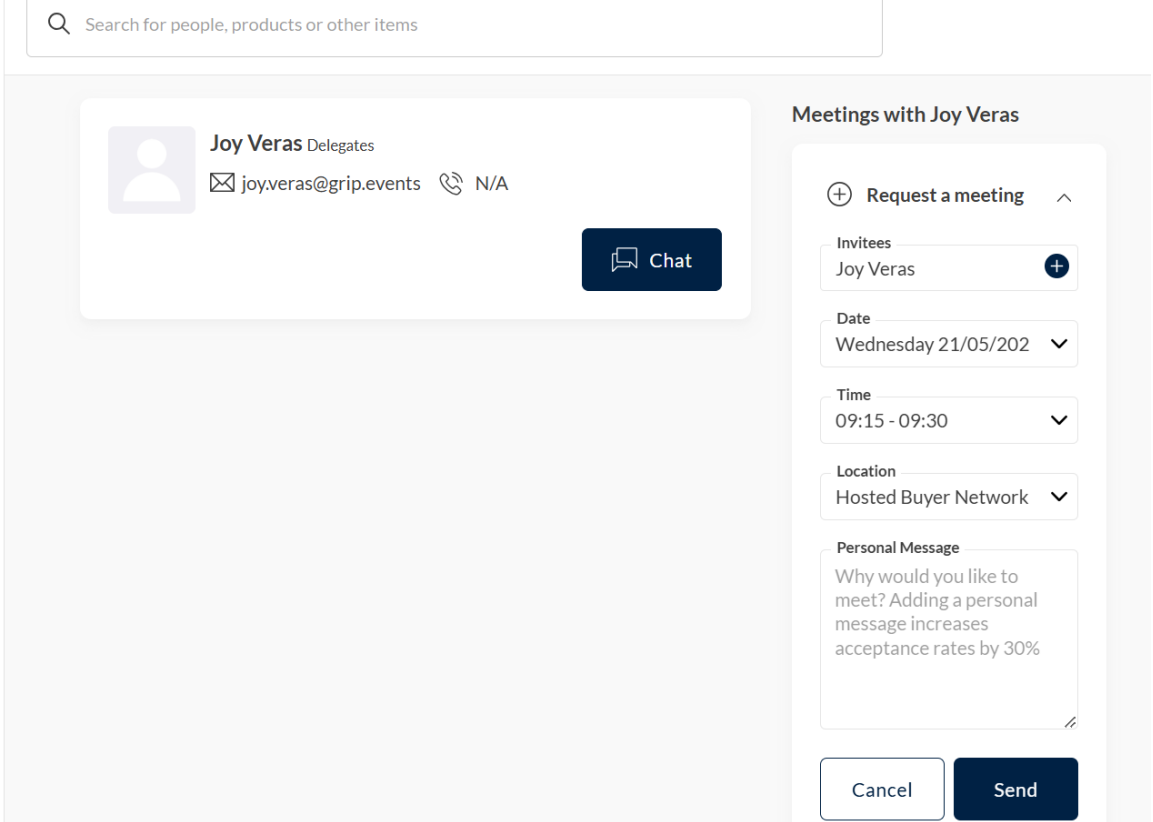 Search for people, products or other items
Joy Veras Delegates
joy.veras@grip.events N/A
Chat
Meetings with Joy Veras
Request a meeting
Invitees
Joy Veras
Date
Wednesday 21/05/202
Time
09:15 - 09:30
Location
Hosted Buyer Network
Personal Message
Why would you like to
meet? Adding a personal
message increases
acceptance rates by 30%
Cancel Send